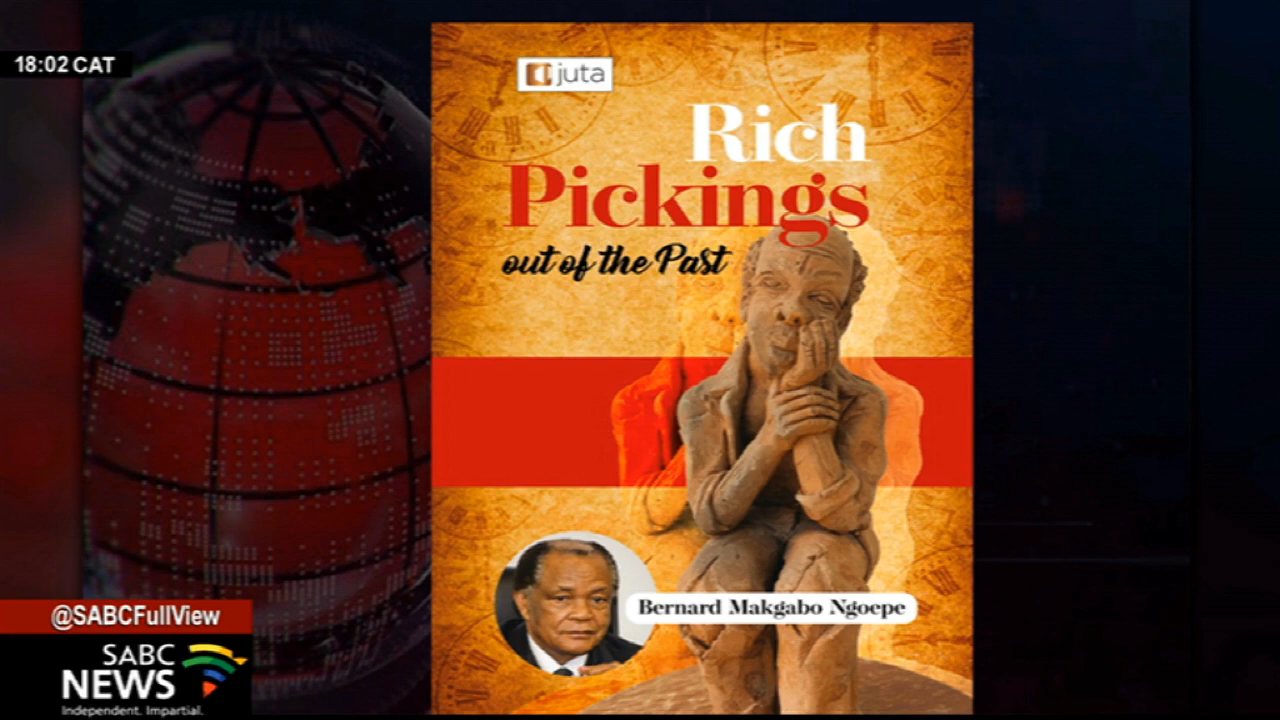 18:02 CAT
juta
Rich
Pickings
out of the Past
Bernard Makgabo Ngoepe
@SABCFullView
SABC
NEWS
Independent. Impartial.